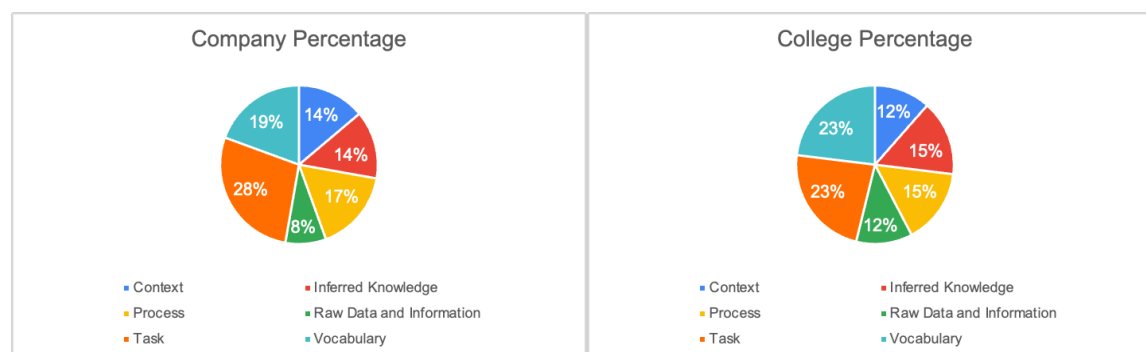 Company Percentage
14%
14%
17%
8%
28%
19%
Context
Inferred Knowledge
Process
Raw Data and Information
Task
Vocabulary
College Percentage
12%
15%
15%
12%
23%
23%
Context
Inferred Knowledge
Process
Raw Data and Information
Task
Vocabulary